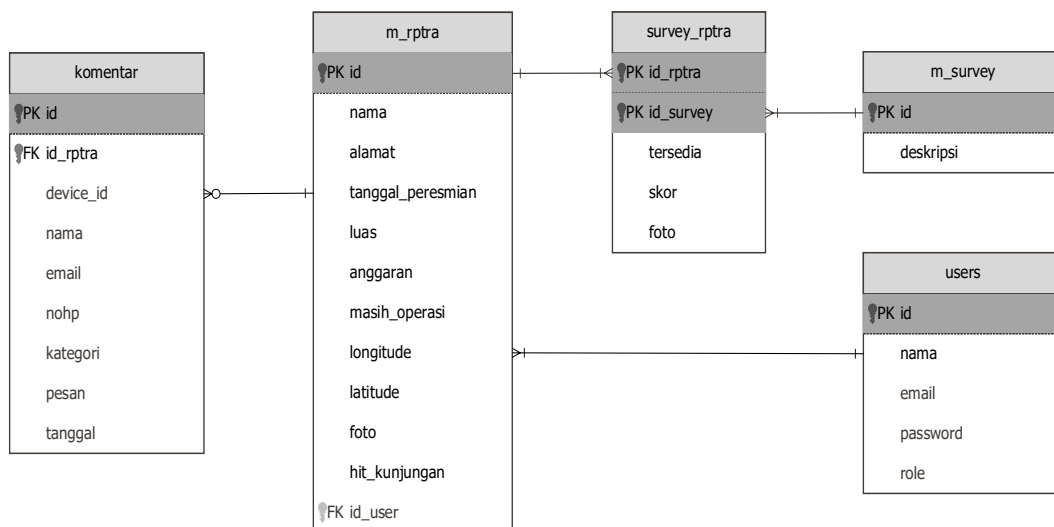 komentar
PK id
FK id_rptra
device_id
nama
email
nohp
kategori
pesan
tanggal
m_rptra
PK id
nama
alamat
tanggal_peresmian
luas
anggaran
masih_operasi
longitude
latitude
foto
hit_kunjungan
FK id_user
survey_rptra
PK id_rptra
PK id_survey
tersedia
skor
foto
m_survey
PK id
deskripsi
users
PK id
nama
email
password
role